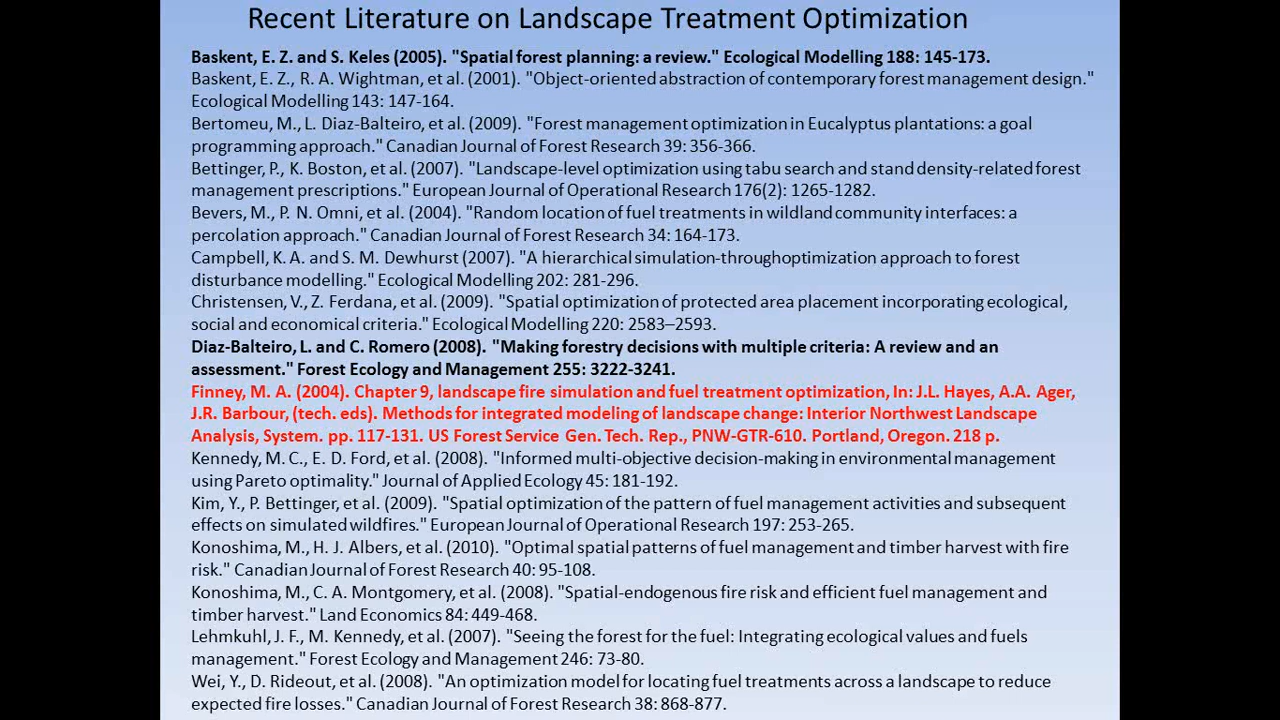 Recent Literature on Landscape Treatment Optimization
Baskent, E. Z. and S. Keles (2005). "Spatial forest planning: a review." Ecological Modelling 188: 145-173.
Baskent, E. Z., R. A. Wightman, et al. (2001). "Object-oriented abstraction of contemporary forest management design."
Ecological Modelling 143: 147-164.
Bertomeu, M., L. Diaz-Balteiro, et al. (2009). "Forest management optimization in Eucalyptus plantations: a goal
programming approach." Canadian Journal of Forest Research 39: 356-366.
Bettinger, P., K. Boston, et al. (2007). "Landscape-level optimization using tabu search and stand density-related forest
management prescriptions." European Journal of Operational Research 176(2): 1265-1282.
Bevers, M., P. N. Omni, et al. (2004). "Random location of fuel treatments in wildland community interfaces: a
percolation approach." Canadian Journal of Forest Research 34: 164-173.
Campbell, K. A. and S. M. Dewhurst (2007). "A hierarchical simulation-throughoptimization approach to forest
disturbance modelling." Ecological Modelling 202: 281-296.
Christensen, V., Z. Ferdana, et al. (2009). "Spatial optimization of protected area placement incorporating ecological,
social and economical criteria." Ecological Modelling 220: 2583–2593.
Diaz-Balteiro, L. and C. Romero (2008). "Making forestry decisions with multiple criteria: A review and an
assessment." Forest Ecology and Management 255: 3222-3241.
Finney, M. A. (2004). Chapter 9, landscape fire simulation and fuel treatment optimization, In: J.L. Hayes, A.A. Ager,
J.R. Barbour, (tech. eds). Methods for integrated modeling of landscape change: Interior Northwest Landscape
Analysis, System. pp. 117-131. US Forest Service Gen. Tech. Rep., PNW-GTR-610. Portland, Oregon. 218 p.
Kennedy, M. C., E. D. Ford, et al. (2008). "Informed multi-objective decision-making in environmental management
using Pareto optimality." Journal of Applied Ecology 45: 181-192.
Kim, Y., P. Bettinger, et al. (2009). "Spatial optimization of the pattern of fuel management activities and subsequent
effects on simulated wildfires." European Journal of Operational Research 197: 253-265.
Konoshima, M., H. J. Albers, et al. (2010). "Optimal spatial patterns of fuel management and timber harvest with fire
risk." Canadian Journal of Forest Research 40: 95-108.
Konoshima, M., C. A. Montgomery, et al. (2008). "Spatial-endogenous fire risk and efficient fuel management and
timber harvest." Land Economics 84: 449-468.
Lehmkuhl, J. F., M. Kennedy, et al. (2007). "Seeing the forest for the fuel: Integrating ecological values and fuels
management." Forest Ecology and Management 246: 73-80.
Wei, Y., D. Rideout, et al. (2008). "An optimization model for locating fuel treatments across a landscape to reduce
expected fire losses." Canadian Journal of Forest Research 38: 868-877.